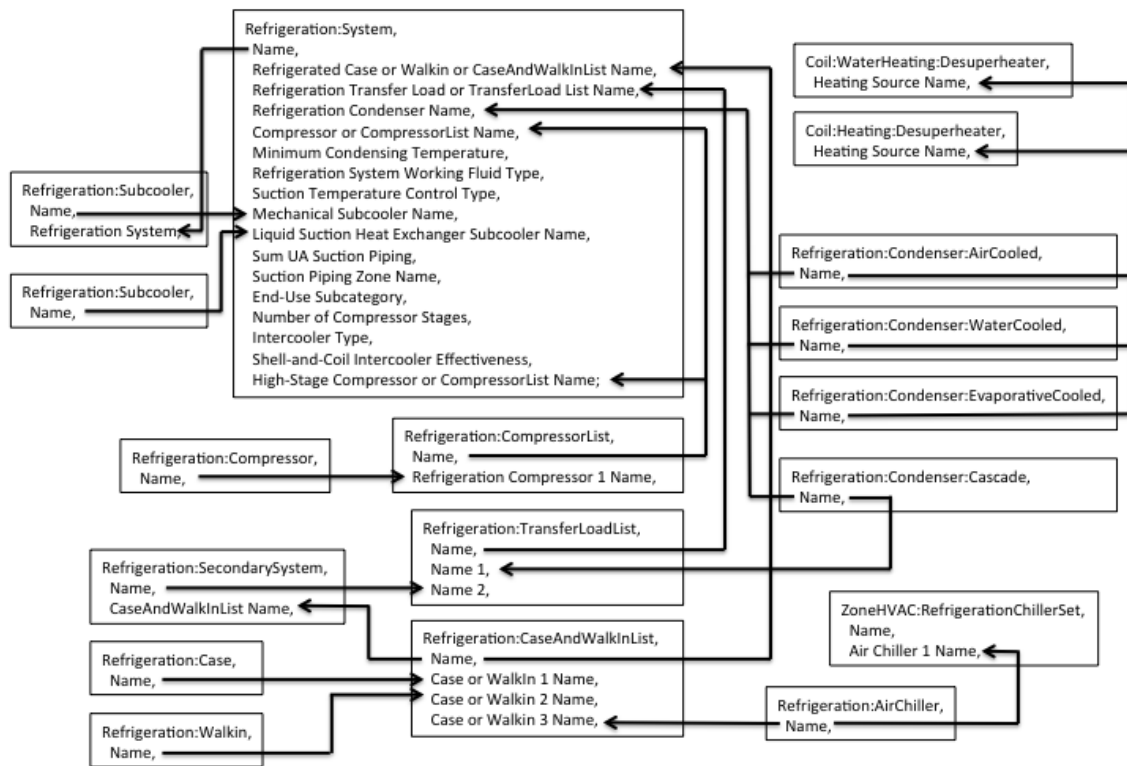 Refrigeration:System,
Name,
Refrigerated Case or Walkin or CaseAndWalkInList Name,
Refrigeration Transfer Load or TransferLoad List Name,
Refrigeration Condenser Name,
Compressor or CompressorList Name,
Minimum Condensing Temperature,
Refrigeration System Working Fluid Type,
Suction Temperature Control Type,
Mechanical Subcooler Name,
Liquid Suction Heat Exchanger Subcooler Name,
Sum UA Suction Piping,
Suction Piping Zone Name,
End-Use Subcategory,
Number of Compressor Stages,
Intercooler Type,
Shell-and-Coil Intercooler Effectiveness,
High-Stage Compressor or CompressorList Name;
Coil:WaterHeating:Desuperheater,
Heating Source Name,
Coil:Heating:Desuperheater,
Heating Source Name,
Refrigeration:Subcooler,
Name,
Refrigeration System,
Refrigeration:Subcooler,
Name,
Refrigeration:Condenser:AirCooled,
Name,
Refrigeration:Condenser:WaterCooled,
Name,
Refrigeration:Condenser:EvaporativeCooled,
Name,
Refrigeration:Condenser:Cascade,
Name,
Refrigeration:Compressor,
Name,
Refrigeration:CompressorList,
Name,
Refrigeration Compressor 1 Name,
Refrigeration:TransferLoadList,
Name,
Name 1,
Name 2,
Refrigeration:SecondarySystem,
Name,
CaseAndWalkInList Name,
Refrigeration:CaseAndWalkInList,
Name,
Case or WalkIn 1 Name,
Case or Walkin 2 Name,
Case or Walkin 3 Name,
Refrigeration:Case,
Name,
Refrigeration:Walkin,
Name,
ZoneHVAC:RefrigerationChillerSet,
Name,
Air Chiller 1 Name,
Refrigeration:AirChiller,
Name,